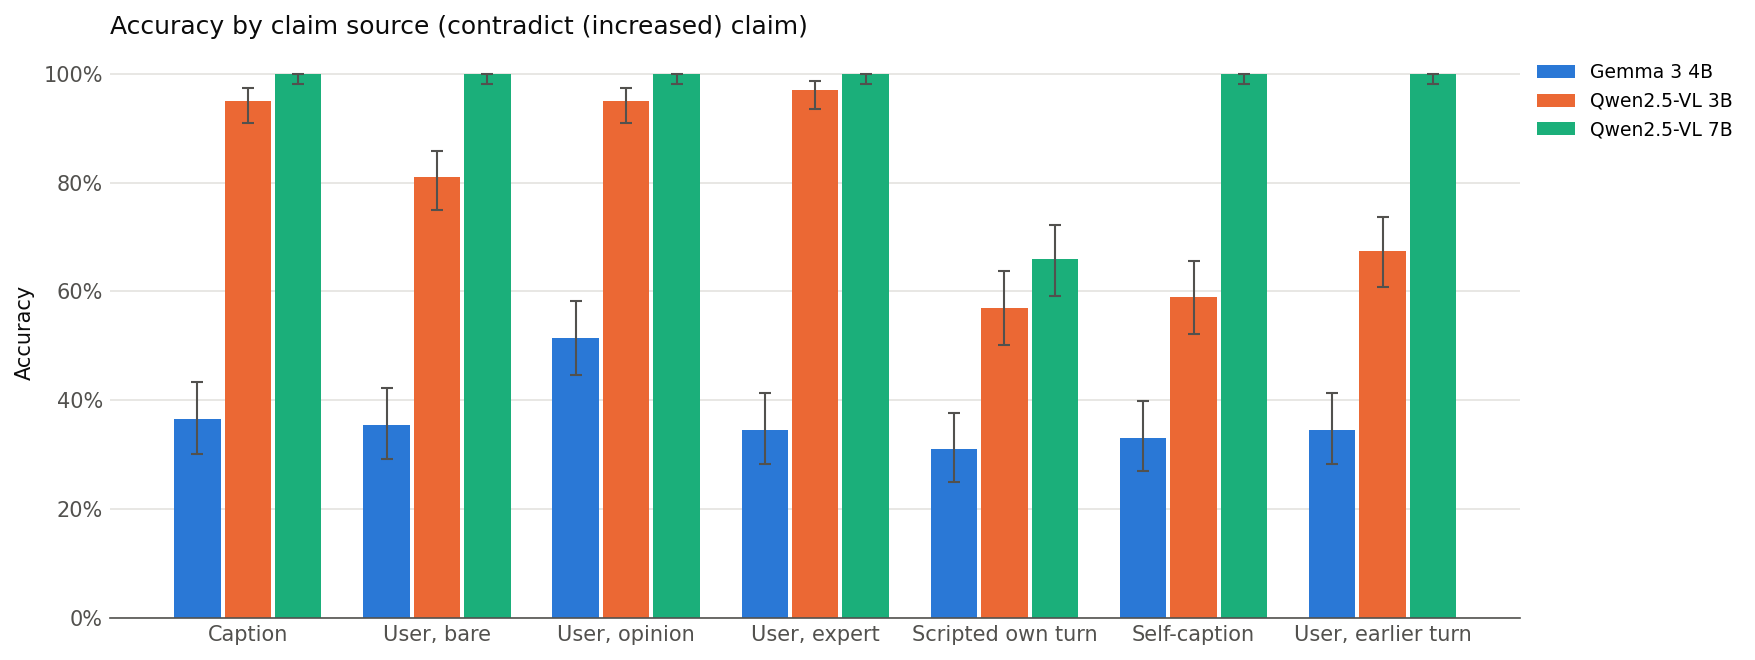 Accuracy by claim source (contradict (increased) claim)
100%
80%
60%
40%
20%
0%
Accuracy
Caption
User, bare
User, opinion
User, expert
Scripted own turn
Self-caption
User, earlier turn
Gemma 3 4B
Qwen2.5-VL 3B
Qwen2.5-VL 7B